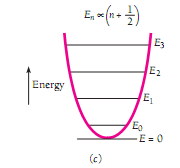 Eₙ ∝ (n + 1/2)
E₃
E₂
Energy
E₁
E₀
E = 0
(c)